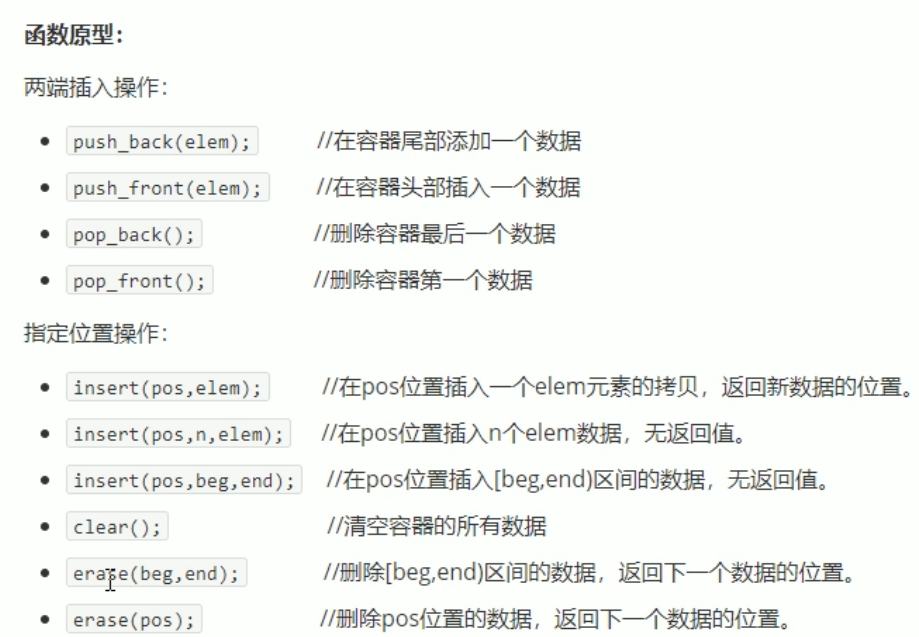 函数原型：
两端插入操作：
push_back(elem); //在容器尾部添加一个数据
push_front(elem); //在容器头部插入一个数据
pop_back(); //删除容器最后一个数据
pop_front(); //删除容器第一个数据
指定位置操作：
insert(pos,elem); //在pos位置插入一个elem元素的拷贝，返回新数据的位置。
insert(pos,n,elem); //在pos位置插入n个elem数据，无返回值。
insert(pos,beg,end); //在pos位置插入[beg,end)区间的数据，无返回值。
clear(); //清空容器的所有数据
erase(beg,end); //删除[beg,end)区间的数据，返回下一个数据的位置。
erase(pos); //删除pos位置的数据，返回下一个数据的位置。